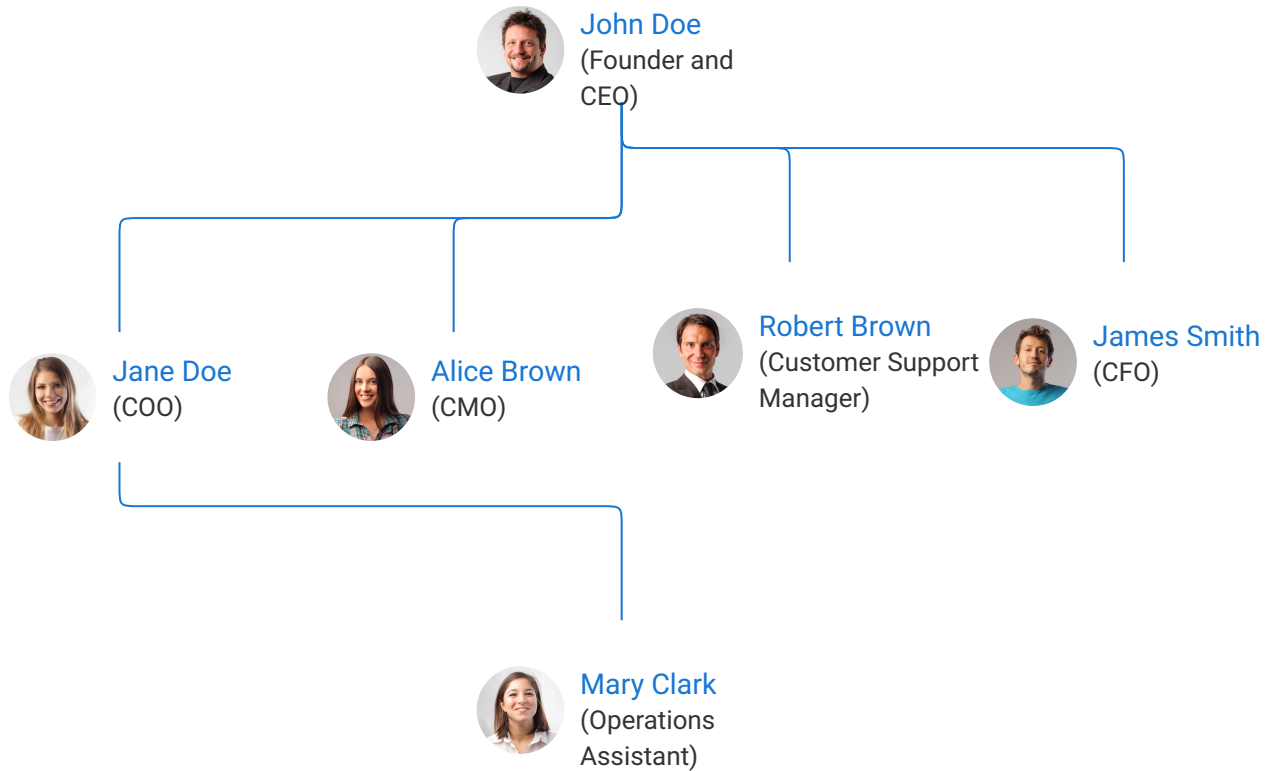 John Doe
(Founder and
CEO)
Jane Doe
(COO)
Alice Brown
(CMO)
Robert Brown
(Customer Support
Manager)
James Smith
(CFO)
Mary Clark
(Operations
Assistant)